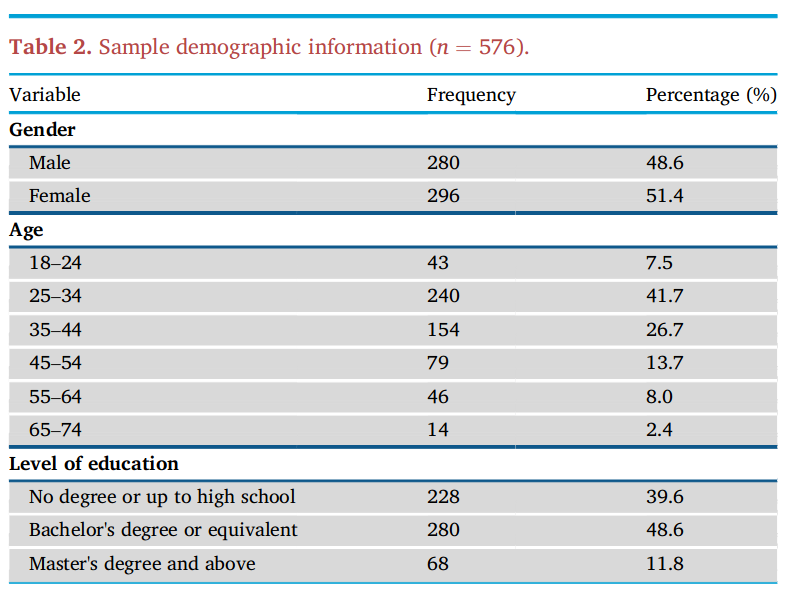 Table 2. Sample demographic information (n = 576).
Variable Frequency Percentage (%)
Gender
Male 280 48.6
Female 296 51.4
Age
18–24 43 7.5
25–34 240 41.7
35–44 154 26.7
45–54 79 13.7
55–64 46 8.0
65–74 14 2.4
Level of education
No degree or up to high school 228 39.6
Bachelor's degree or equivalent 280 48.6
Master's degree and above 68 11.8